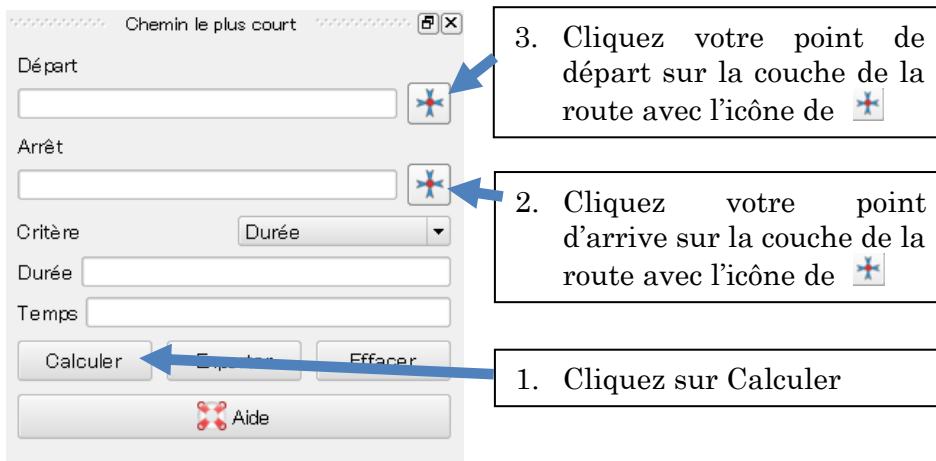 Chemin le plus court
Départ
Arrêt
Critère Durée
Durée
Temps
Calculer Effacer
Aide
3. Cliquez votre point de
départ sur la couche de la
route avec l’icône de
2. Cliquez votre point
d’arrive sur la couche de la
route avec l’icône de
1. Cliquez sur Calculer